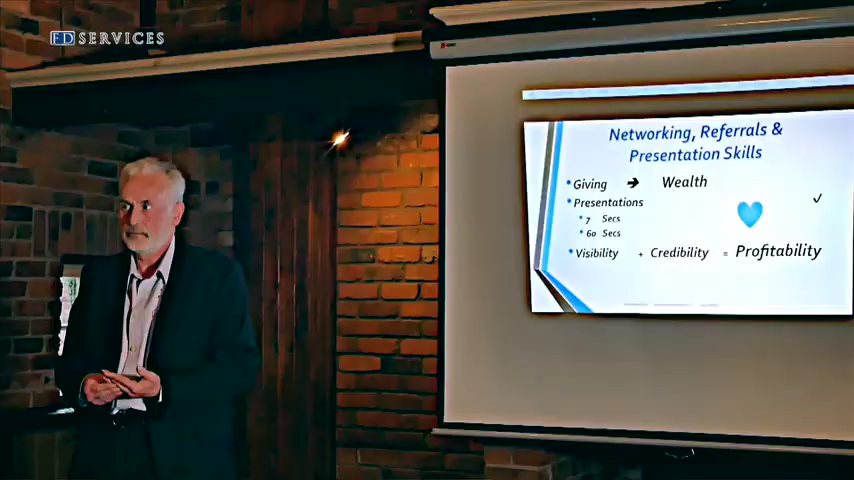 FD SERVICES
Networking, Referrals &
Presentation Skills
• Giving ➔ Wealth
• Presentations
• 7 Secs
• 60 Secs
• Visibility + Credibility = Profitability